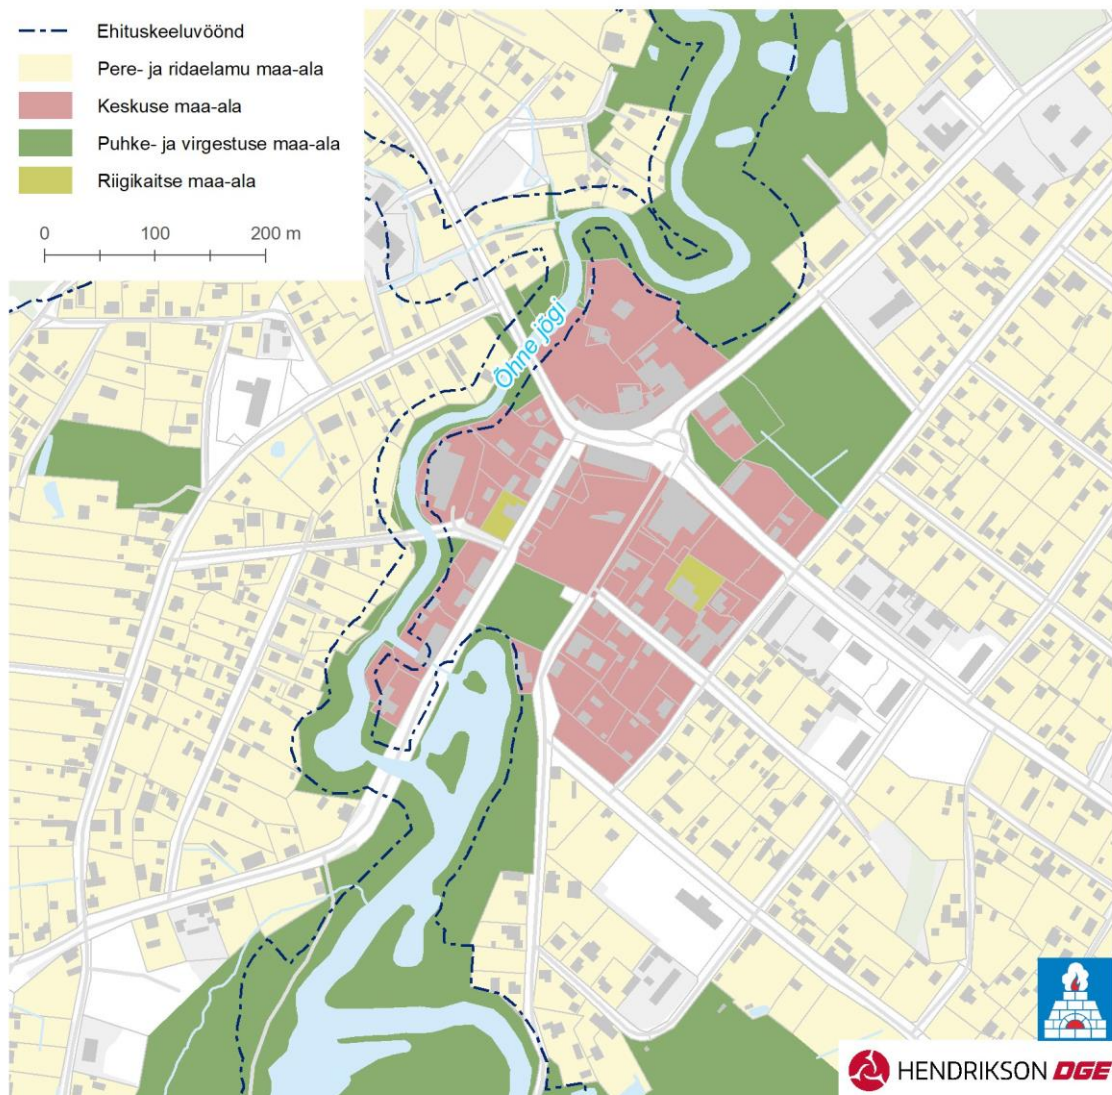 Ehituskeeluvöönd
Pere- ja ridaelamu maa-ala
Keskuse maa-ala
Puhke- ja virgestuse maa-ala
Riigikaitse maa-ala
0 100 200 m
Õhne jõgi
HENDRIKSON DGE